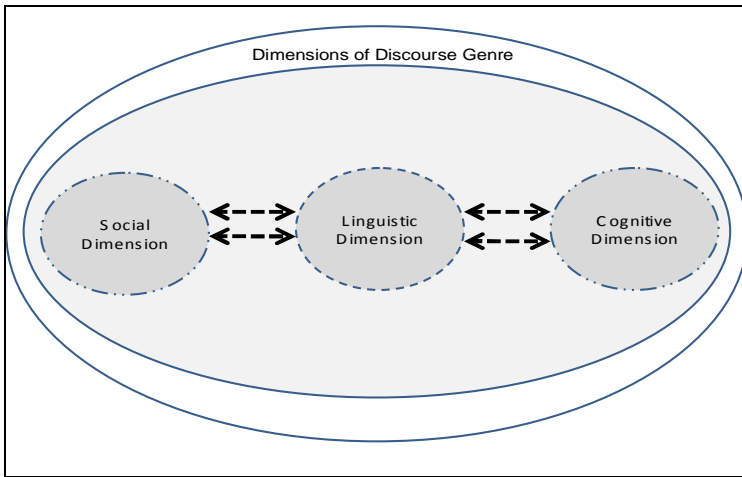 Dimensions of Discourse Genre
Social
Dimension
Linguistic
Dimension
Cognitive
Dimension